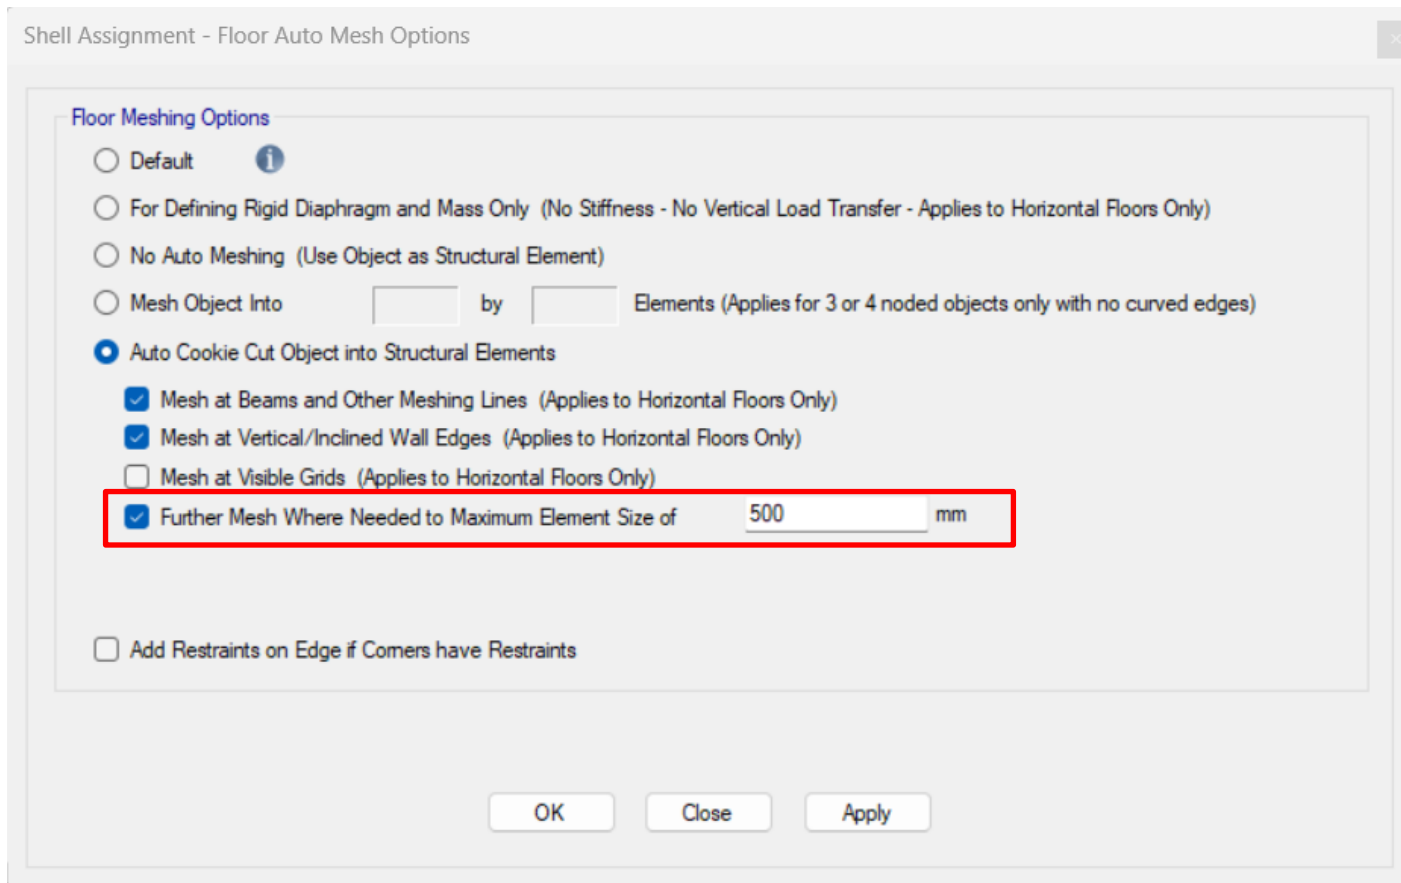 Shell Assignment - Floor Auto Mesh Options
Floor Meshing Options
Default
For Defining Rigid Diaphragm and Mass Only (No Stiffness - No Vertical Load Transfer - Applies to Horizontal Floors Only)
No Auto Meshing (Use Object as Structural Element)
Mesh Object Into by Elements (Applies for 3 or 4 noded objects only with no curved edges)
Auto Cookie Cut Object into Structural Elements
Mesh at Beams and Other Meshing Lines (Applies to Horizontal Floors Only)
Mesh at Vertical/Inclined Wall Edges (Applies to Horizontal Floors Only)
Mesh at Visible Grids (Applies to Horizontal Floors Only)
Further Mesh Where Needed to Maximum Element Size of 500 mm
Add Restraints on Edge if Corners have Restraints
OK Close Apply